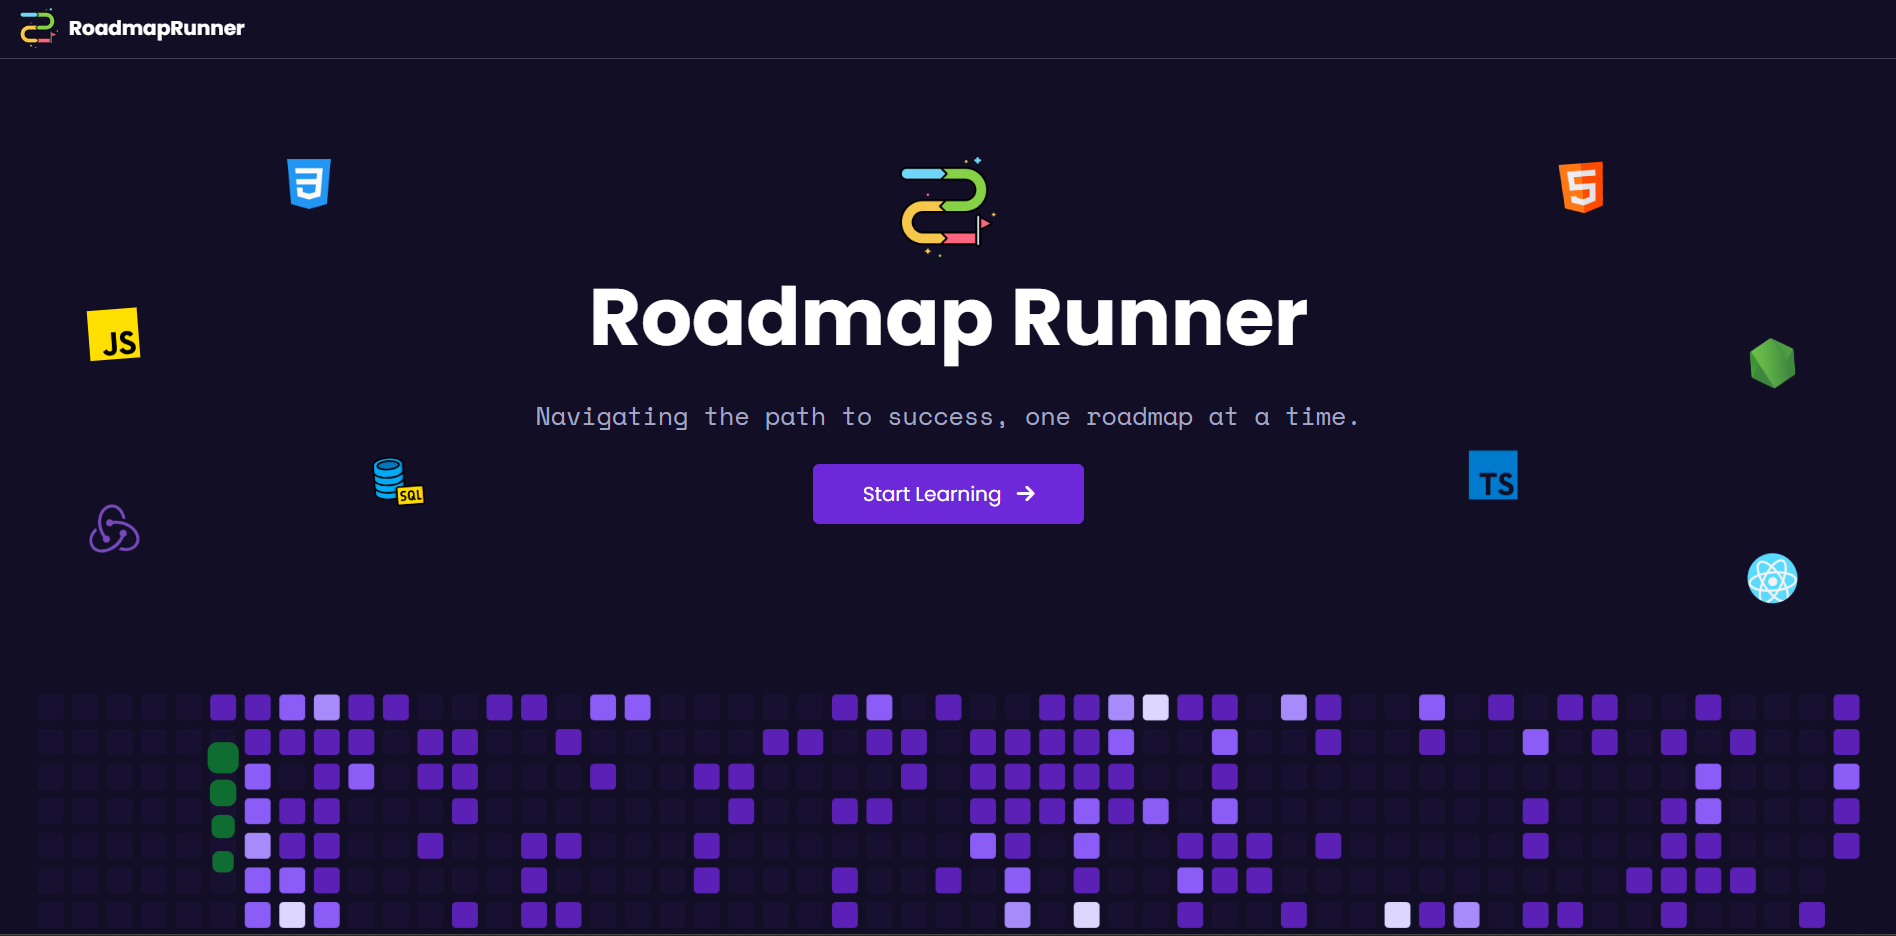 RoadmapRunner
JS
Roadmap Runner
Navigating the path to success, one roadmap at a time.
SQL
Start Learning
TS